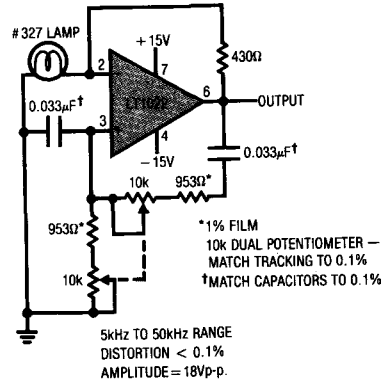 #327 LAMP
+15V
2
7
430Ω
6
OUTPUT
0.033µF†
3
LT1022
4
−15V
0.033µF†
10k
953Ω*
953Ω*
10k
*1% FILM
10k DUAL POTENTIOMETER —
MATCH TRACKING TO 0.1%
†MATCH CAPACITORS TO 0.1%
5kHz TO 50kHz RANGE
DISTORTION < 0.1%
AMPLITUDE = 18Vp-p.